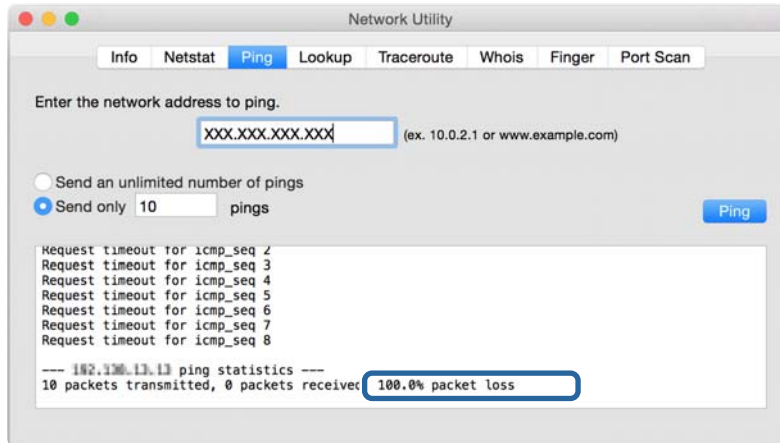 Network Utility
Info Netstat Ping Lookup Traceroute Whois Finger Port Scan
Enter the network address to ping.
XXX.XXX.XXX.XXX (ex. 10.0.2.1 or www.example.com)
Send an unlimited number of pings
Send only 10 pings
Ping
Request timeout for icmp_seq 2
Request timeout for icmp_seq 3
Request timeout for icmp_seq 4
Request timeout for icmp_seq 5
Request timeout for icmp_seq 6
Request timeout for icmp_seq 7
Request timeout for icmp_seq 8
--- ping statistics ---
10 packets transmitted, 0 packets received 100.0% packet loss